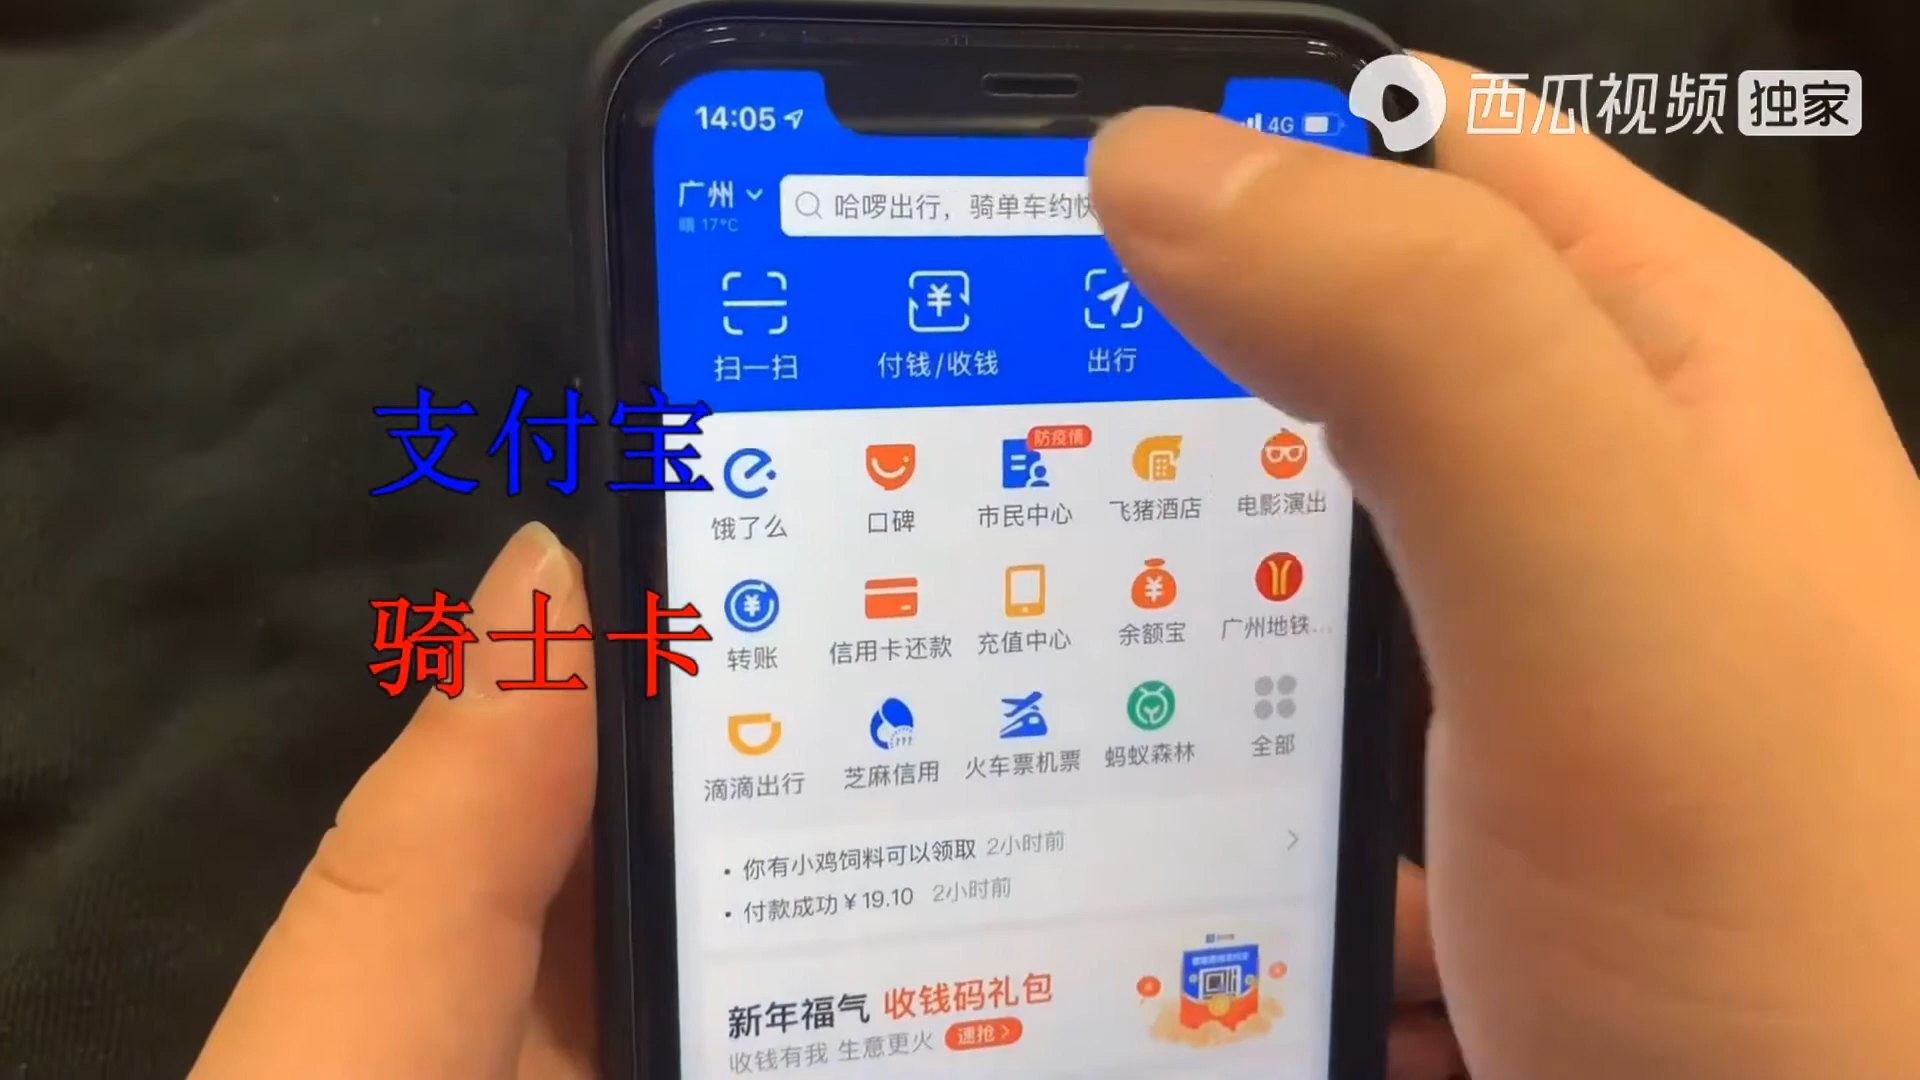 西瓜视频 独家
14:05
4G
广州
晴 17°C
哈啰出行，骑单车约快
扫一扫
付钱/收钱
出行
支付宝
骑士卡
防疫情
饿了么
口碑
市民中心
飞猪酒店
电影演出
转账
信用卡还款
充值中心
余额宝
广州地铁...
滴滴出行
芝麻信用
火车票机票
蚂蚁森林
全部
你有小鸡饲料可以领取 2小时前
付款成功￥19.10 2小时前
新年福气 收钱码礼包
收钱有我 生意更火 速抢 >